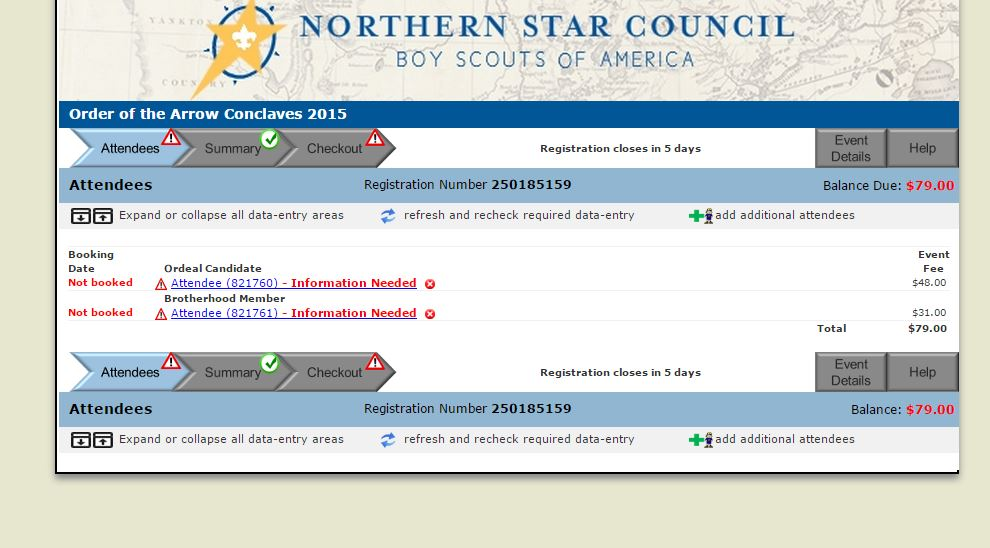 YANKTON
COUNCIL
NORTHERN STAR COUNCIL
BOY SCOUTS OF AMERICA
Order of the Arrow Conclaves 2015
Attendees Summary Checkout Registration closes in 5 days Event Details Help
Attendees Registration Number 250185159 Balance Due: $79.00
Expand or collapse all data-entry areas refresh and recheck required data-entry add additional attendees
Booking Event
Date Ordeal Candidate Fee
Not booked Attendee (821760) - Information Needed $48.00
Brotherhood Member
Not booked Attendee (821761) - Information Needed $31.00
Total $79.00
Attendees Summary Checkout Registration closes in 5 days Event Details Help
Attendees Registration Number 250185159 Balance: $79.00
Expand or collapse all data-entry areas refresh and recheck required data-entry add additional attendees